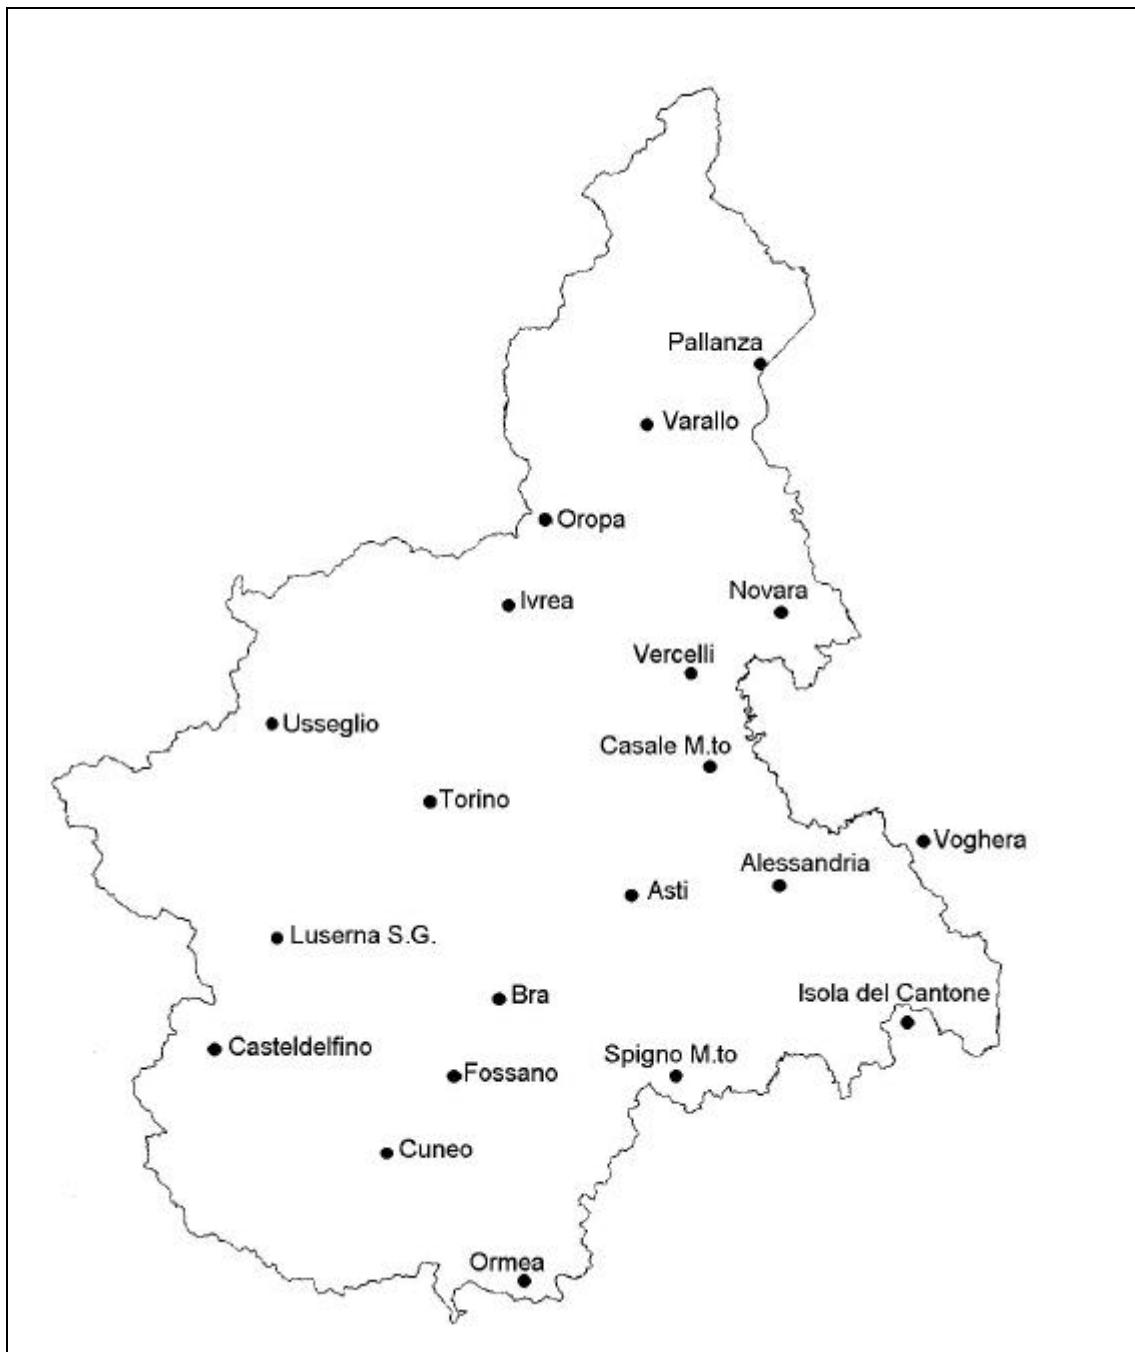 Pallanza
Varallo
Oropa
Ivrea
Novara
Vercelli
Usseglio
Casale M.to
Torino
Voghera
Alessandria
Asti
Luserna S.G.
Bra
Isola del Cantone
Casteldelfino
Spigno M.to
Fossano
Cuneo
Ormea